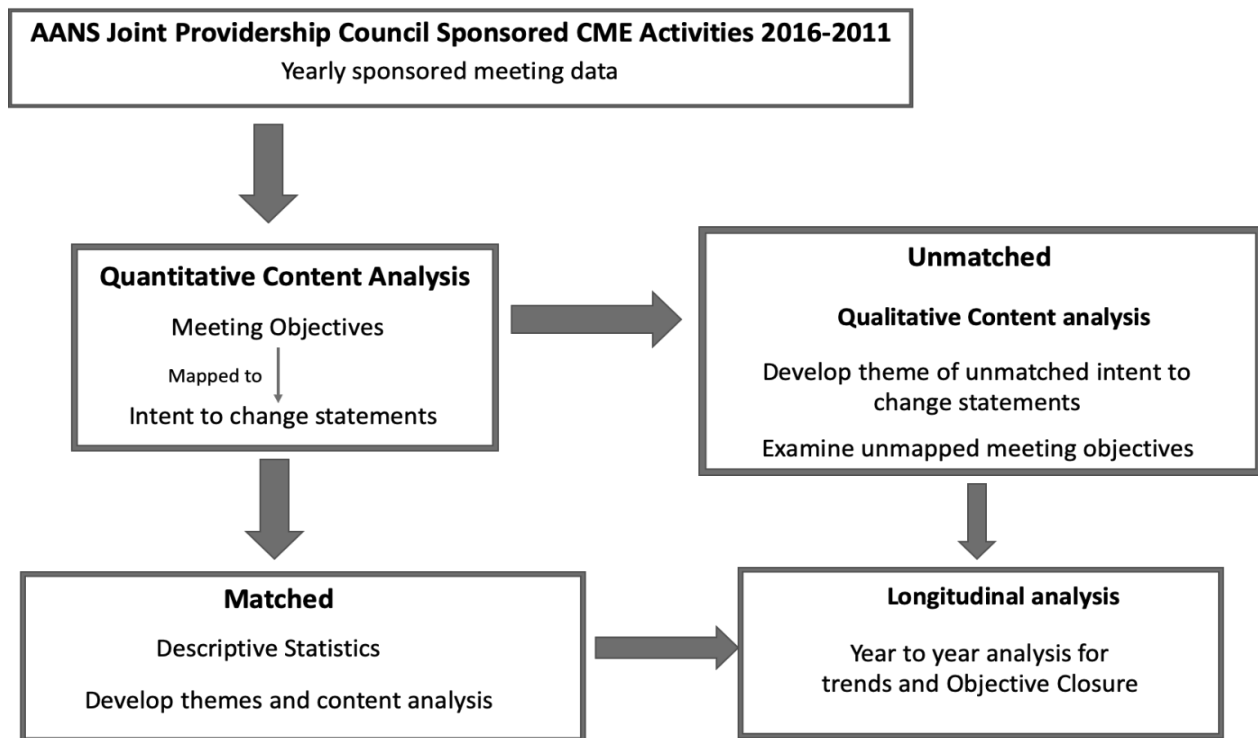 AANS Joint Providership Council Sponsored CME Activities 2016-2011
Yearly sponsored meeting data
Quantitative Content Analysis
Meeting Objectives
Mapped to
Intent to change statements
Unmatched
Qualitative Content analysis
Develop theme of unmatched intent to
change statements
Examine unmapped meeting objectives
Matched
Descriptive Statistics
Develop themes and content analysis
Longitudinal analysis
Year to year analysis for
trends and Objective Closure